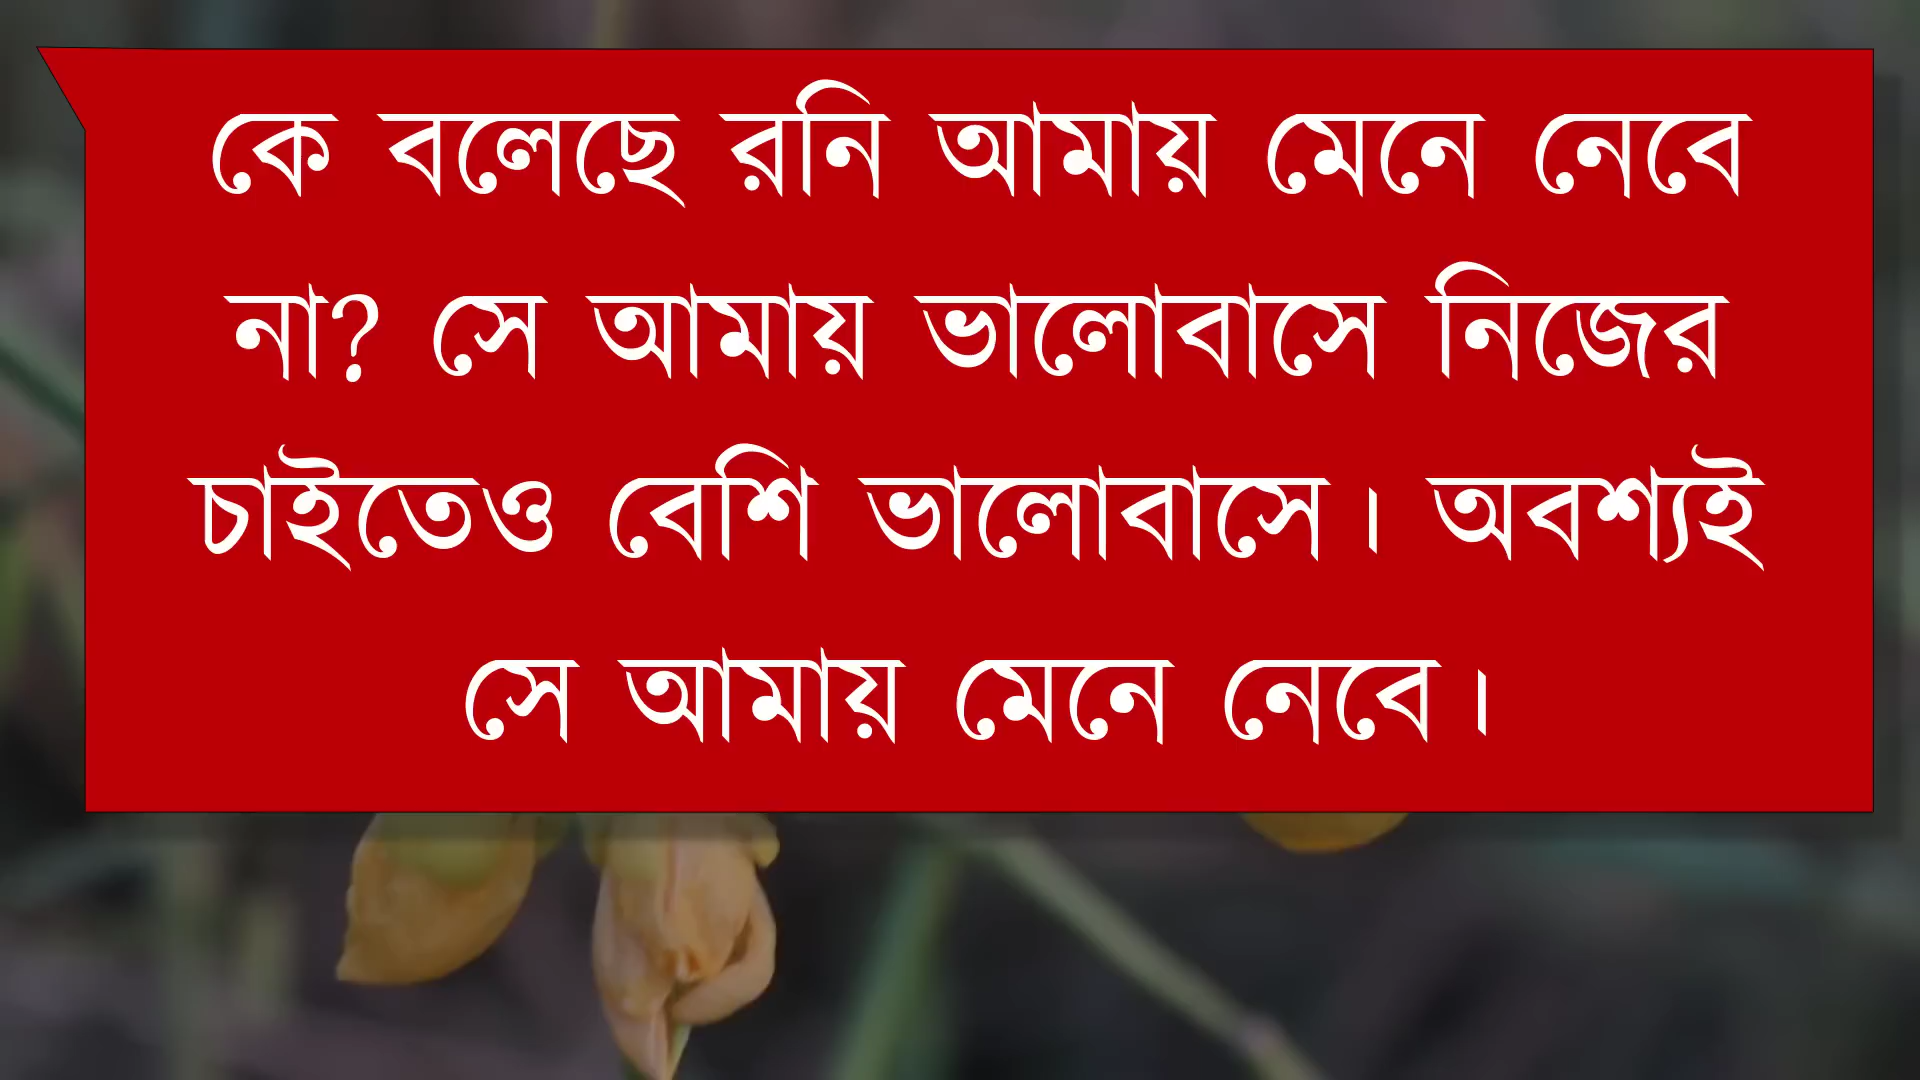 কে বলেছে রনি আমায় মেনে নেবে
না? সে আমায় ভালোবাসে নিজের
চাইতেও বেশি ভালোবাসে। অবশ্যই
সে আমায় মেনে নেবে।